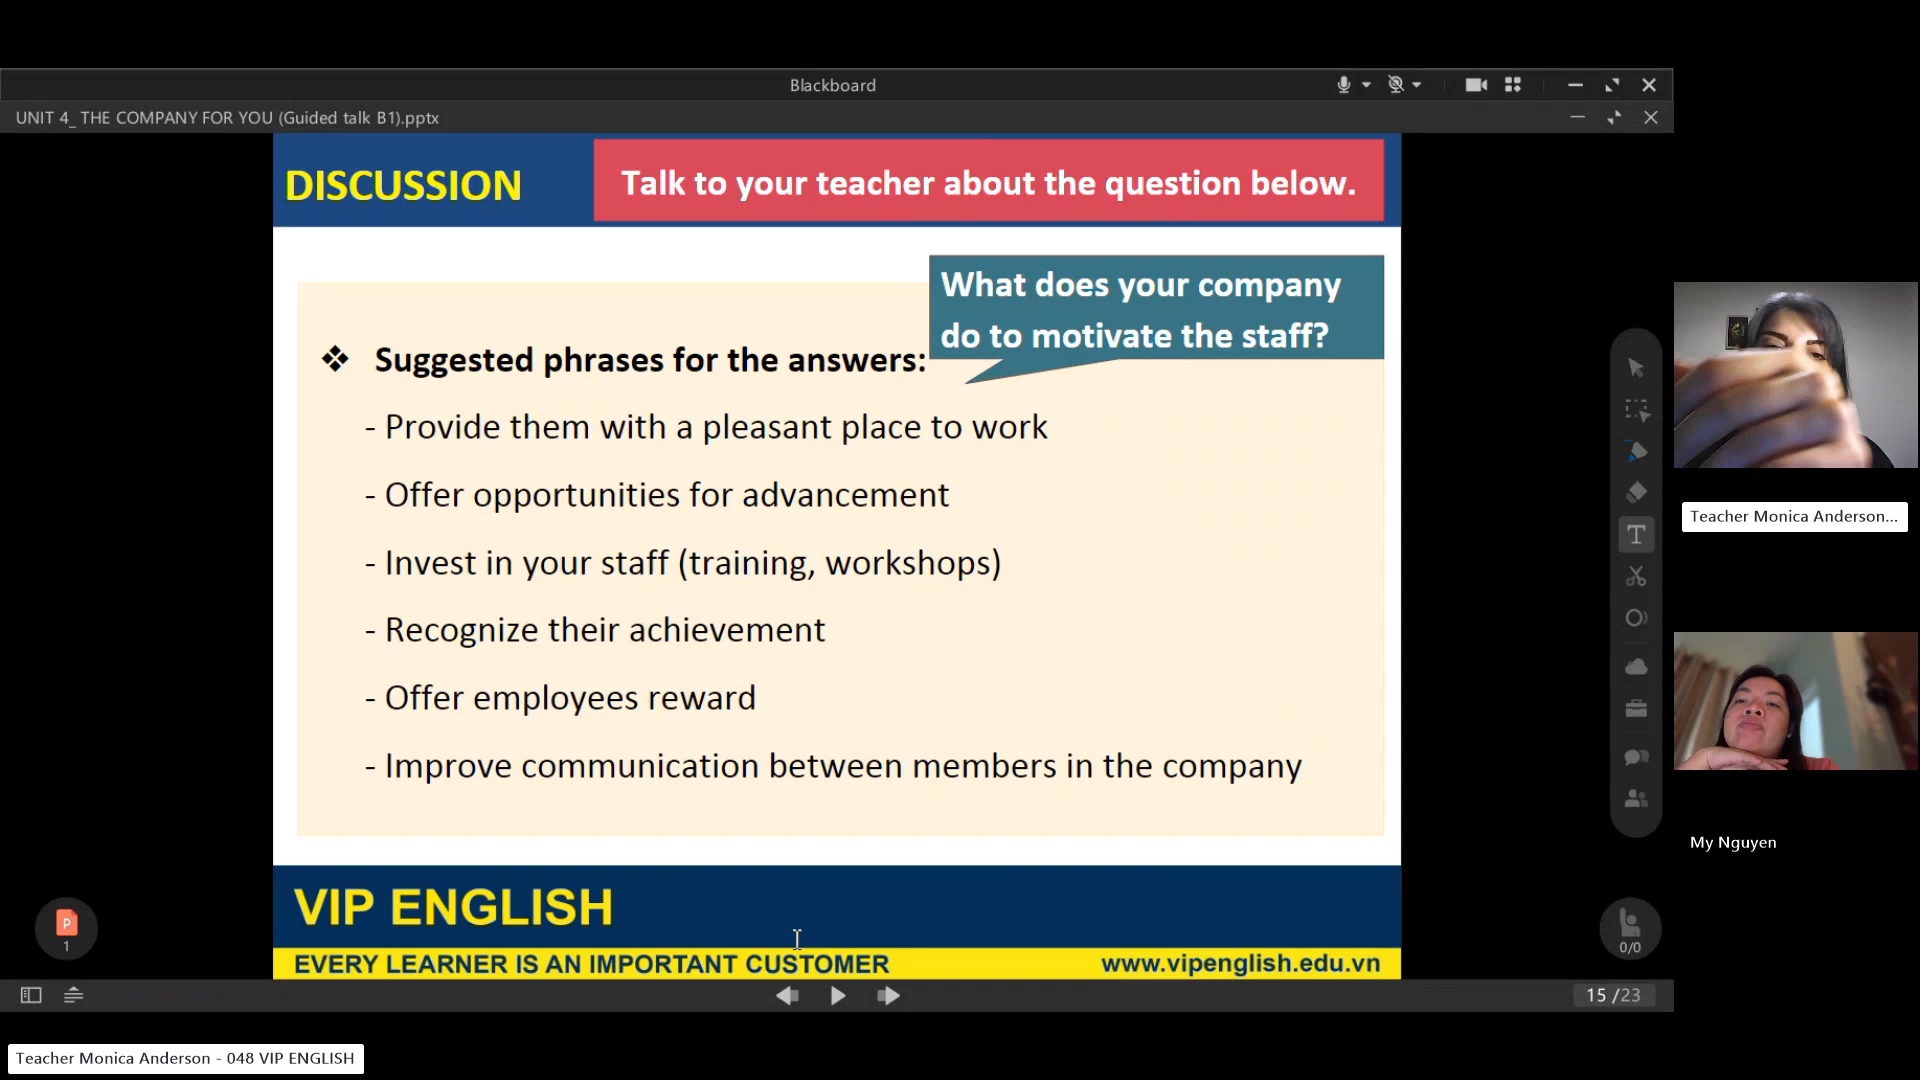 Blackboard
UNIT 4_ THE COMPANY FOR YOU (Guided talk B1).pptx
DISCUSSION
Talk to your teacher about the question below.
What does your company
do to motivate the staff?
❖ Suggested phrases for the answers:
- Provide them with a pleasant place to work
- Offer opportunities for advancement
- Invest in your staff (training, workshops)
- Recognize their achievement
- Offer employees reward
- Improve communication between members in the company
VIP ENGLISH
EVERY LEARNER IS AN IMPORTANT CUSTOMER
www.vipenglish.edu.vn
P
1
T
0/0
15 /23
Teacher Monica Anderson...
My Nguyen
Teacher Monica Anderson - 048 VIP ENGLISH